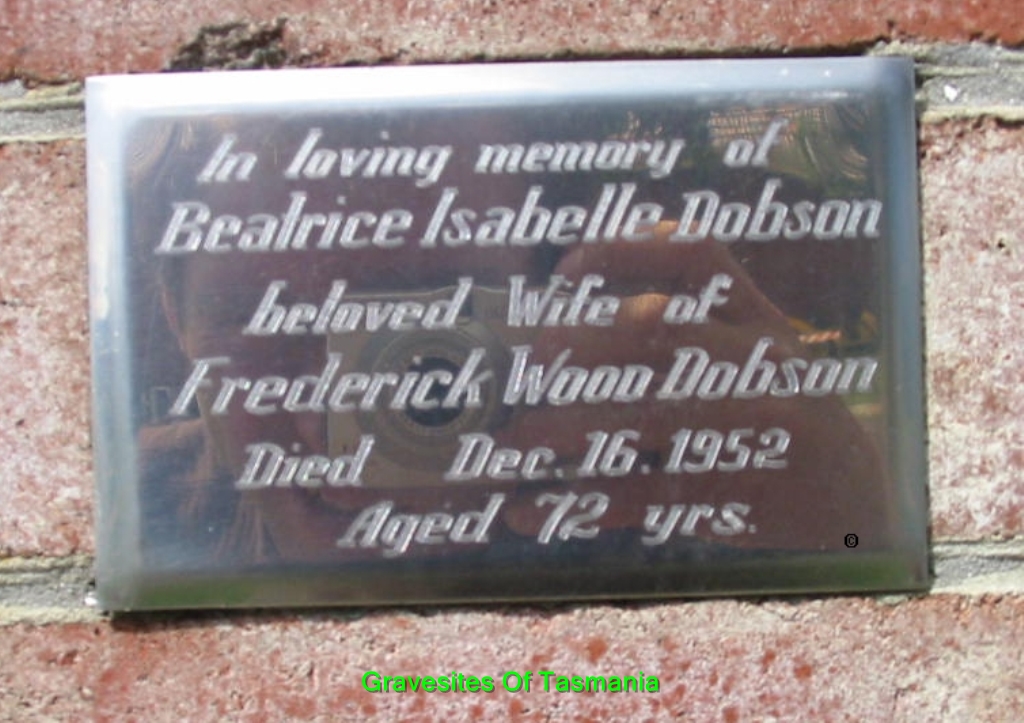 In loving memory of
Beatrice Isabelle Dobson
beloved Wife of
Frederick Wood Dobson
Died Dec. 16. 1952
Aged 72 yrs.
©
Gravesites Of Tasmania